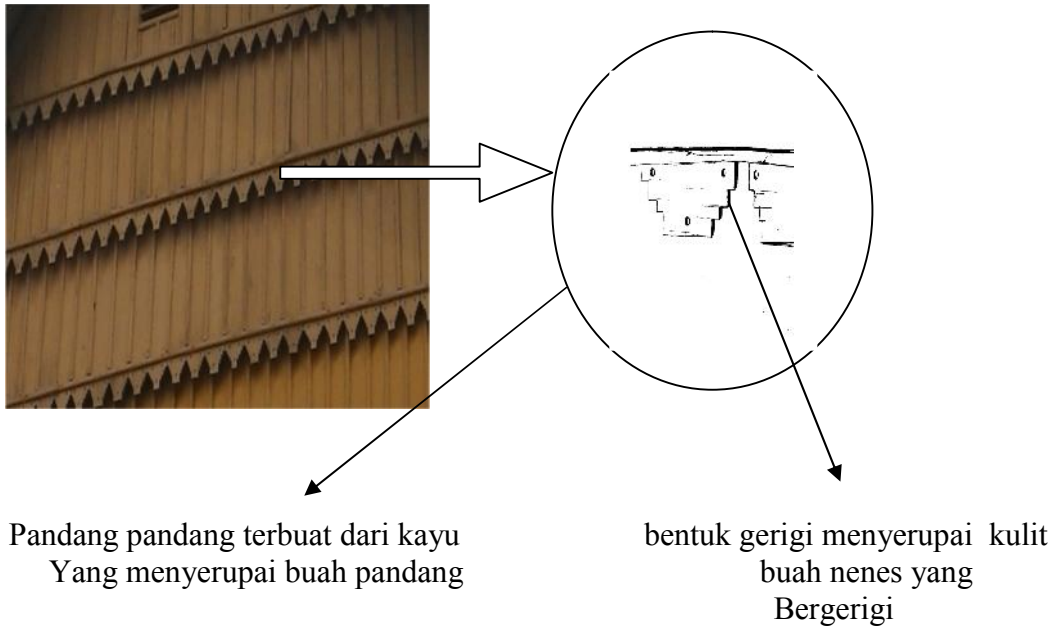 Pandang pandang terbuat dari kayu
Yang menyerupai buah pandang
bentuk gerigi menyerupai kulit
buah nenes yang
Bergerigi